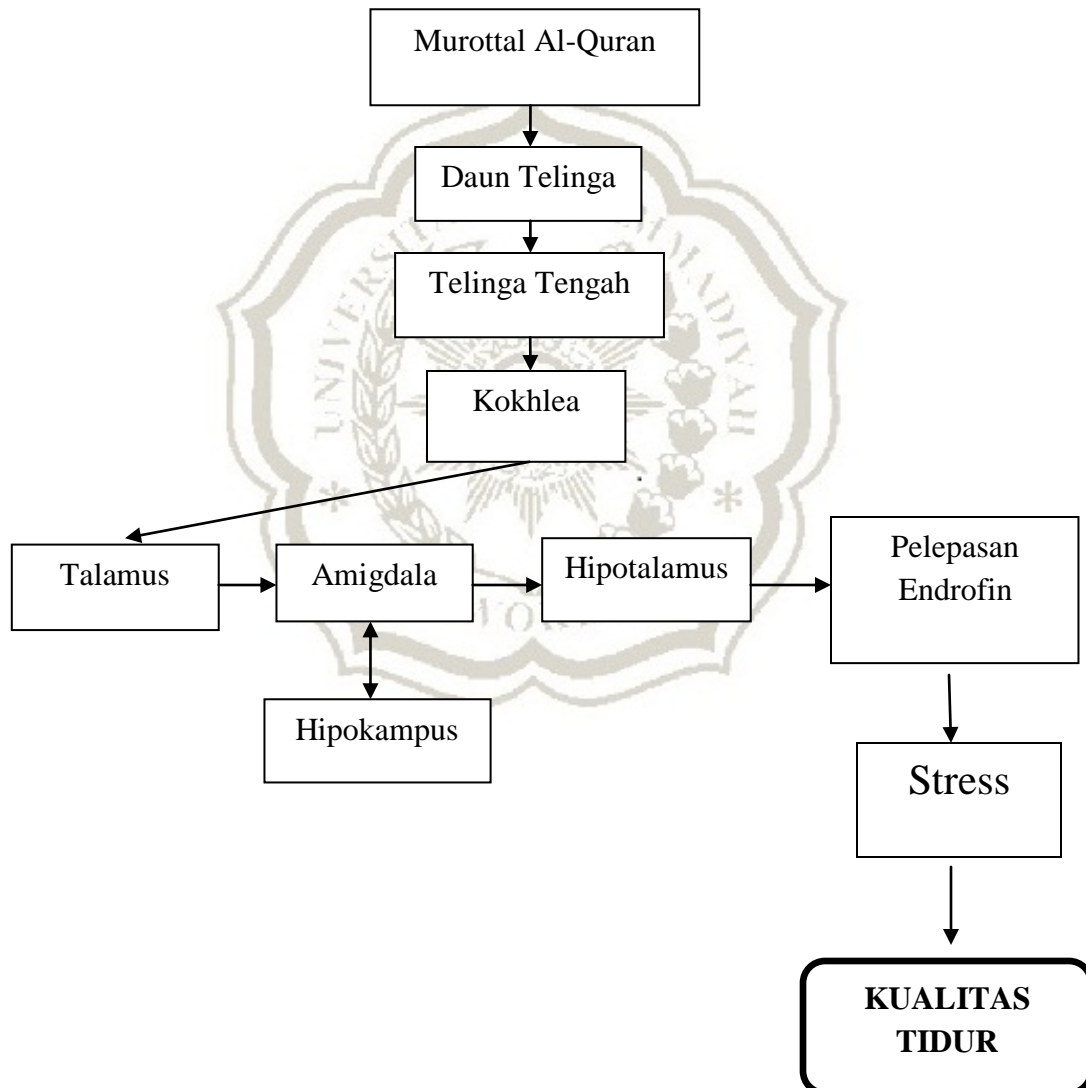 Murottal Al-Quran
Daun Telinga
Telinga Tengah
Kokhlea
Talamus
Amigdala
Hipotalamus
Pelepasan
Endrofin
Hipokampus
Stress
KUALITAS
TIDUR